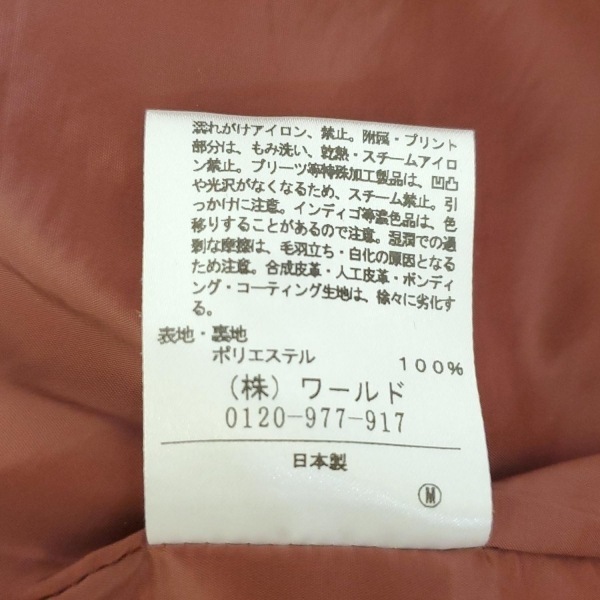 濡れがけアイロン、禁止。附属・プリント
部分は、もみ洗い、乾熱・スチームアイロ
ン禁止。プリーツ等特殊加工製品は、凹凸
や光沢がなくなるため、スチーム禁止。引
っかけに注意。インディゴ等濃色品は、色
移りすることがあるので注意。湿潤での過
剰な摩擦は、毛羽立ち・白化の原因となる
ため注意。合成皮革・人工皮革・ボンディ
ング・コーティング生地は、徐々に劣化す
る。
表地・裏地
ポリエステル 100%
(株) ワールド
0120-977-917
日本製
M